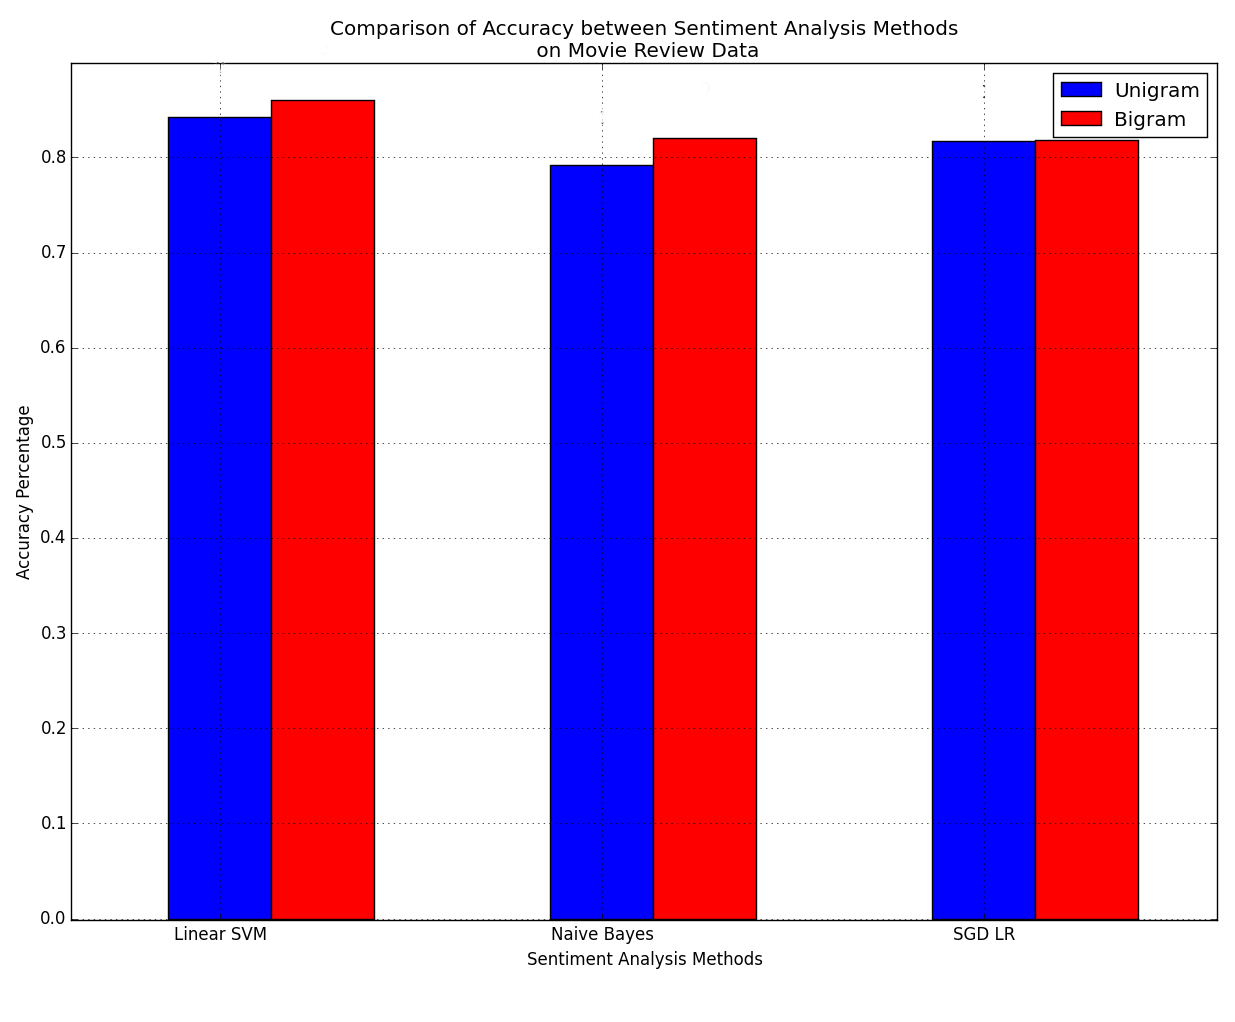 Comparison of Accuracy between Sentiment Analysis Methods
on Movie Review Data
Unigram
Bigram
0.8
0.7
0.6
0.5
0.4
0.3
0.2
0.1
0.0
Accuracy Percentage
Linear SVM
Naive Bayes
SGD LR
Sentiment Analysis Methods